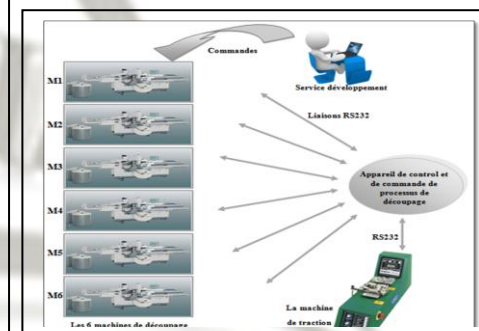 Commandes
M1
Service développement
M2
Liaisons RS232
M3
Appareil de control et
de commande de
processus de
découpage
M4
M5
RS232
M6
La machine
de traction
Les 6 machines de découpage